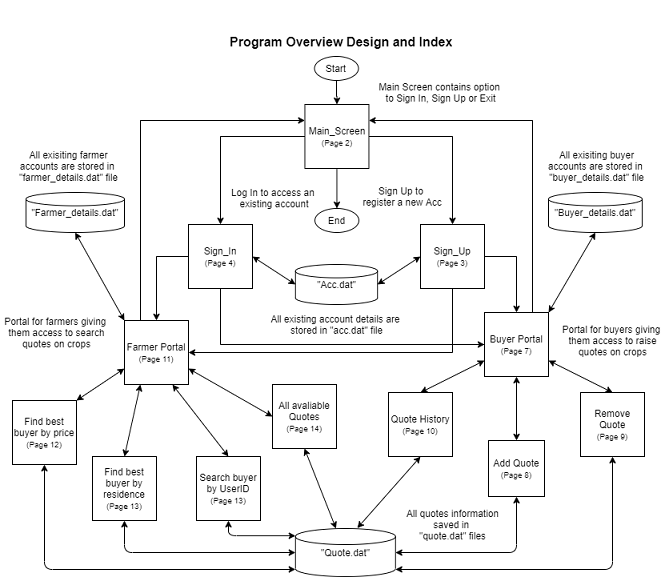 Program Overview Design and Index
Start
Main Screen contains option
to Sign In, Sign Up or Exit
Main_Screen
(Page 2)
All exisiting farmer
accounts are stored in
"farmer_details.dat" file
All exisiting buyer
accounts are stored in
"buyer_details.dat" file
Log In to access an
existing account
Sign Up to
register a new Acc
"Farmer_details.dat"
End
"Buyer_details.dat"
Sign_In
(Page 4)
Sign_Up
(Page 3)
"Acc.dat"
All existing account details are
stored in "acc.dat" file
Portal for farmers giving
them access to search
quotes on crops
Farmer Portal
(Page 11)
Buyer Portal
(Page 7)
Portal for buyers giving
them access to raise
quotes on crops
Find best
buyer by price
(Page 12)
All avaliable
Quotes
(Page 14)
Quote History
(Page 10)
Remove
Quote
(Page 9)
Find best
buyer by
residence
(Page 13)
Search buyer
by UserID
(Page 13)
Add Quote
(Page 8)
All quotes information
saved in
"quote.dat" files
"Quote.dat"